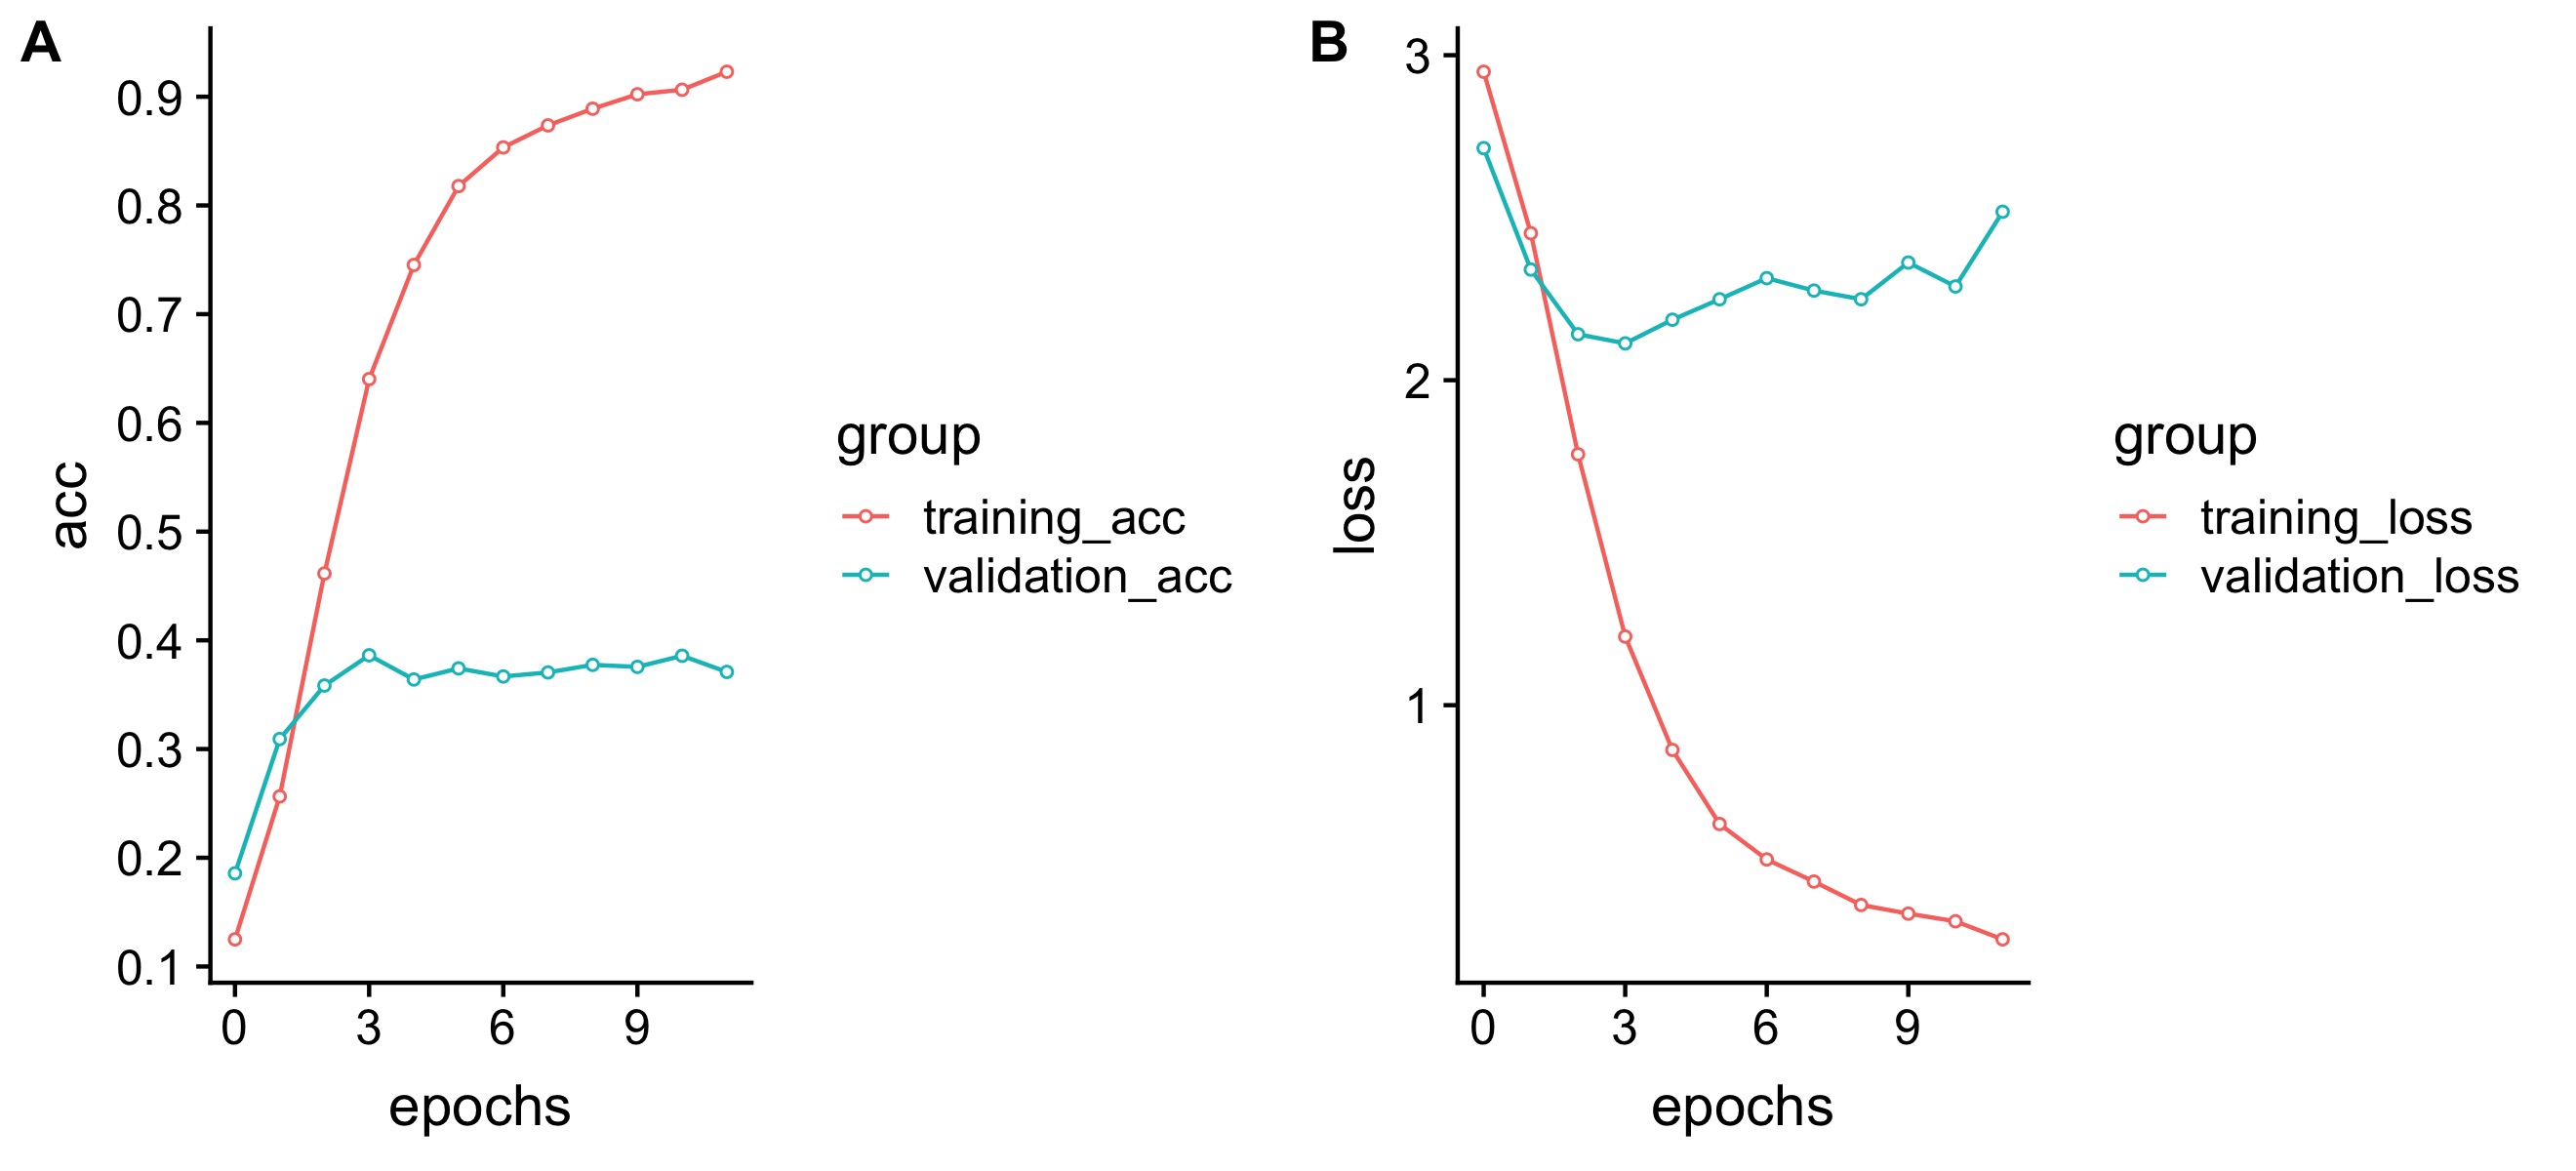 A
0.9
0.8
0.7
0.6
0.5
0.4
0.3
0.2
0.1
acc
0 3 6 9
epochs
group
training_acc
validation_acc
B
3
2
1
loss
0 3 6 9
epochs
group
training_loss
validation_loss